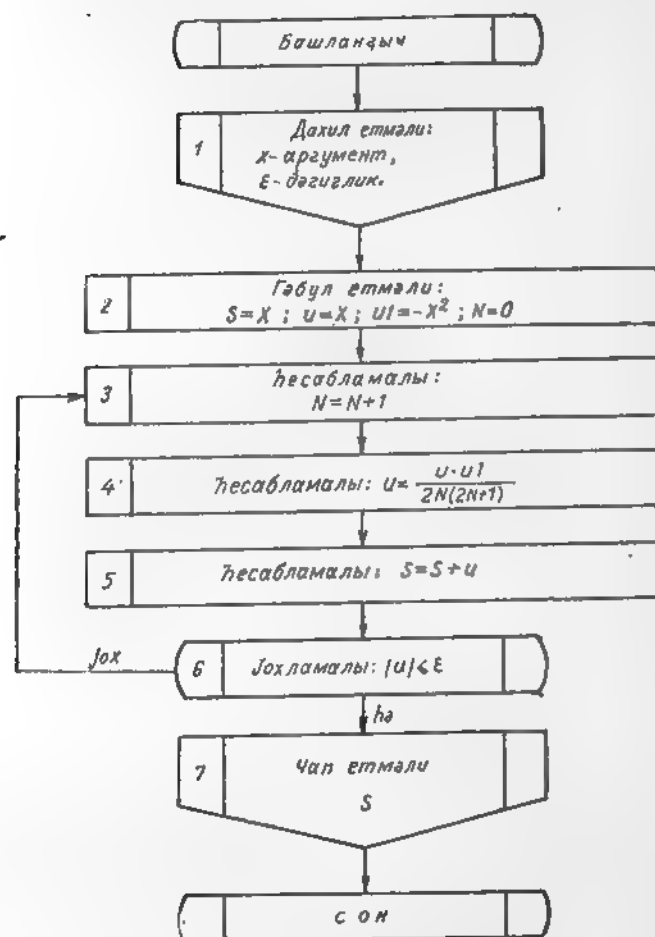 Башланғыч
1
Дахил етмәли:
x-аргумент,
ε-дәгиглик.
2
Гәбул етмәли:
S=X; u=X; U1=-X²; N=0
3
Һесабламалы:
N=N+1
4
Һесабламалы: u= u·u1 / 2N(2N+1)
5
Һесабламалы: S=S+u
Јох
6
Јохламалы: |u|⩽ε
һә
7
Чап етмәли
S
СОН